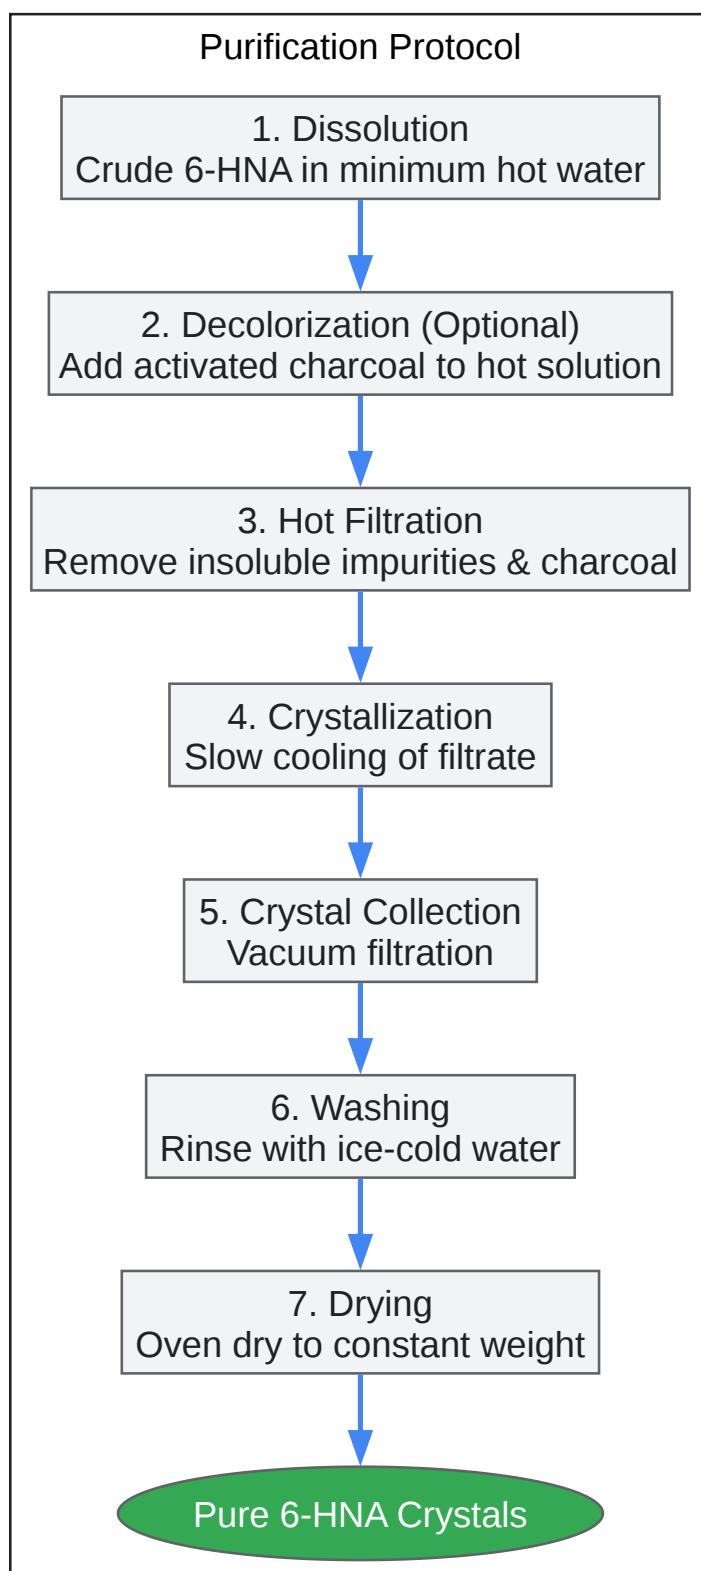 Purification Protocol
1. Dissolution
Crude 6-HNA in minimum hot water
2. Decolorization (Optional)
Add activated charcoal to hot solution
3. Hot Filtration
Remove insoluble impurities & charcoal
4. Crystallization
Slow cooling of filtrate
5. Crystal Collection
Vacuum filtration
6. Washing
Rinse with ice-cold water
7. Drying
Oven dry to constant weight
Pure 6-HNA Crystals